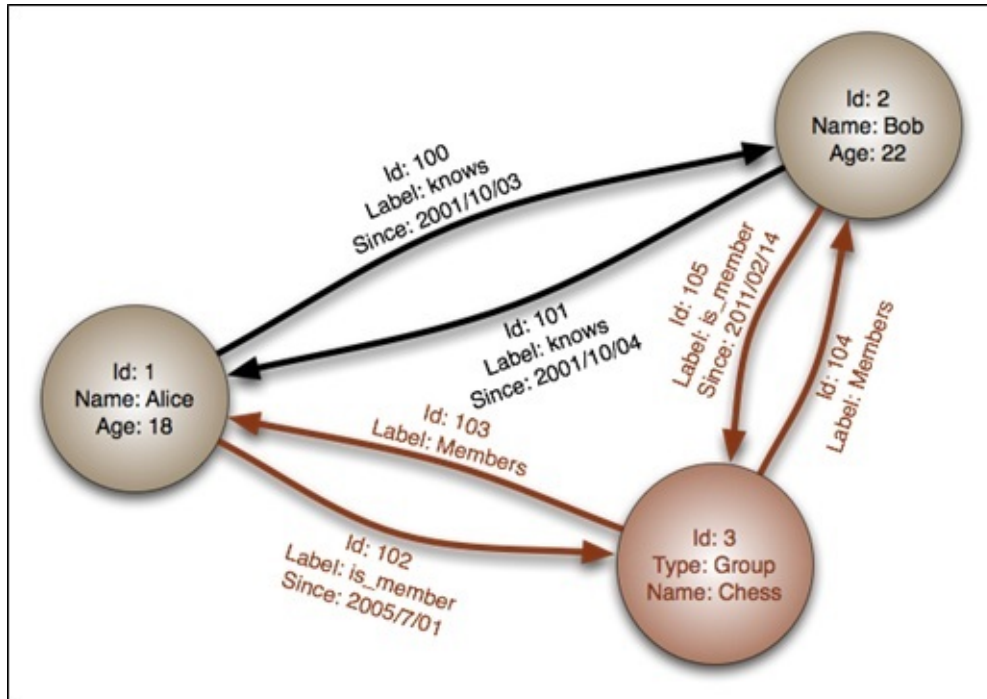 Id: 2
Name: Bob
Age: 22
Id: 100
Label: knows
Since: 2001/10/03
Id: 101
Label: knows
Since: 2001/10/04
Id: 105
Label: is_member
Since: 2011/02/14
Id: 104
Label: Members
Id: 1
Name: Alice
Age: 18
Id: 103
Label: Members
Id: 102
Label: is_member
Since: 2005/7/01
Id: 3
Type: Group
Name: Chess